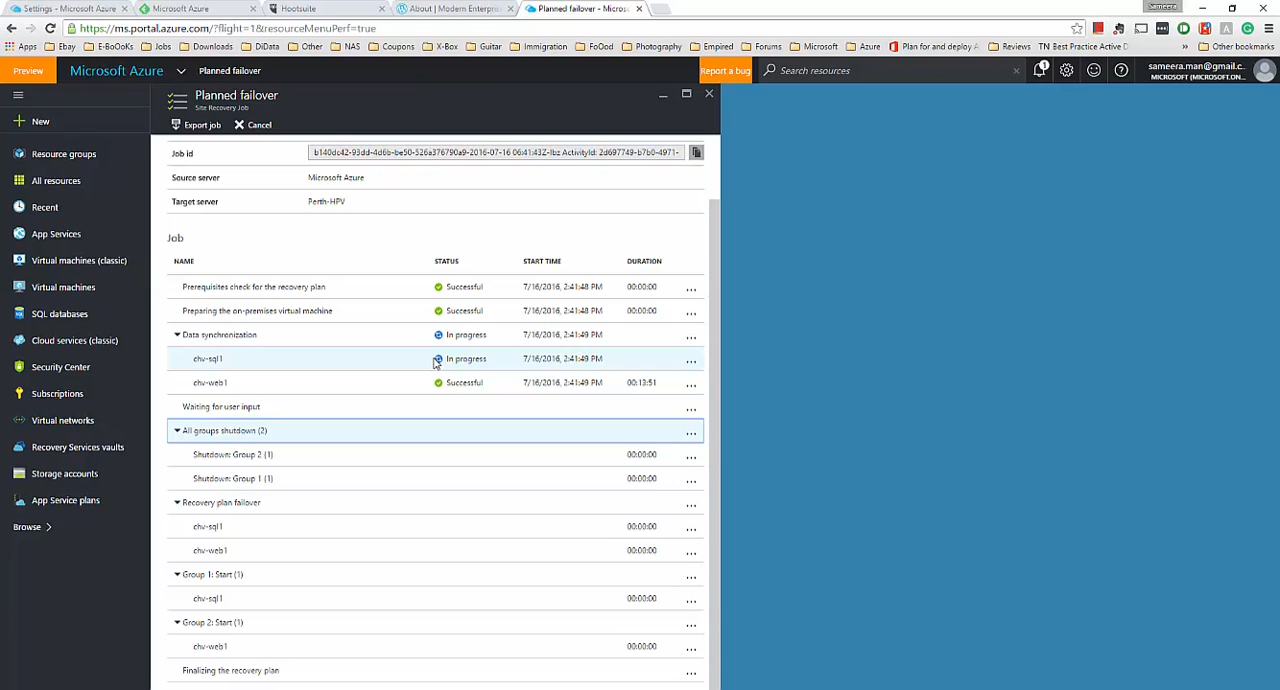 Sameera
Settings - Microsoft Azure
Microsoft Azure
Hootsuite
About | Modern Enterpri
Planned failover - Micros
https://ms.portal.azure.com/?flight=1&resourceMenuPerf=true
Apps Ebay E-BoOoKs Jobs Downloads DiData Other NAS Coupons X-Box Guitar Immigration FoOod Photography Empired Forums Microsoft Azure Plan for and deploy Reviews TN Best Practice Active D » Other bookmarks
Preview Microsoft Azure Planned failover Report a bug Search resources 1 sameera.man@gmail.c...
MICROSOFT (MICROSOFT.ON...
New
Resource groups
All resources
Recent
App Services
Virtual machines (classic)
Virtual machines
SQL databases
Cloud services (classic)
Security Center
Subscriptions
Virtual networks
Recovery Services vaults
Storage accounts
App Service plans
Browse >
Planned failover
Site Recovery Job
Export job Cancel
Job id b140dc42-93dd-4d6b-be50-526a376790a9-2016-07-16 06:41:43Z-Ibz ActivityId: 2d697749-b7b0-4971-
Source server Microsoft Azure
Target server Perth-HPV
Job
NAME STATUS START TIME DURATION
Prerequisites check for the recovery plan Successful 7/16/2016, 2:41:48 PM 00:00:00 ...
Preparing the on-premises virtual machine Successful 7/16/2016, 2:41:48 PM 00:00:00 ...
Data synchronization In progress 7/16/2016, 2:41:49 PM ...
chv-sql1 In progress 7/16/2016, 2:41:49 PM ...
chv-web1 Successful 7/16/2016, 2:41:49 PM 00:13:51 ...
Waiting for user input ...
All groups shutdown (2) ...
Shutdown: Group 2 (1) 00:00:00 ...
Shutdown: Group 1 (1) 00:00:00 ...
Recovery plan failover ...
chv-sql1 00:00:00 ...
chv-web1 00:00:00 ...
Group 1: Start (1) ...
chv-sql1 00:00:00 ...
Group 2: Start (1) ...
chv-web1 00:00:00 ...
Finalizing the recovery plan ...